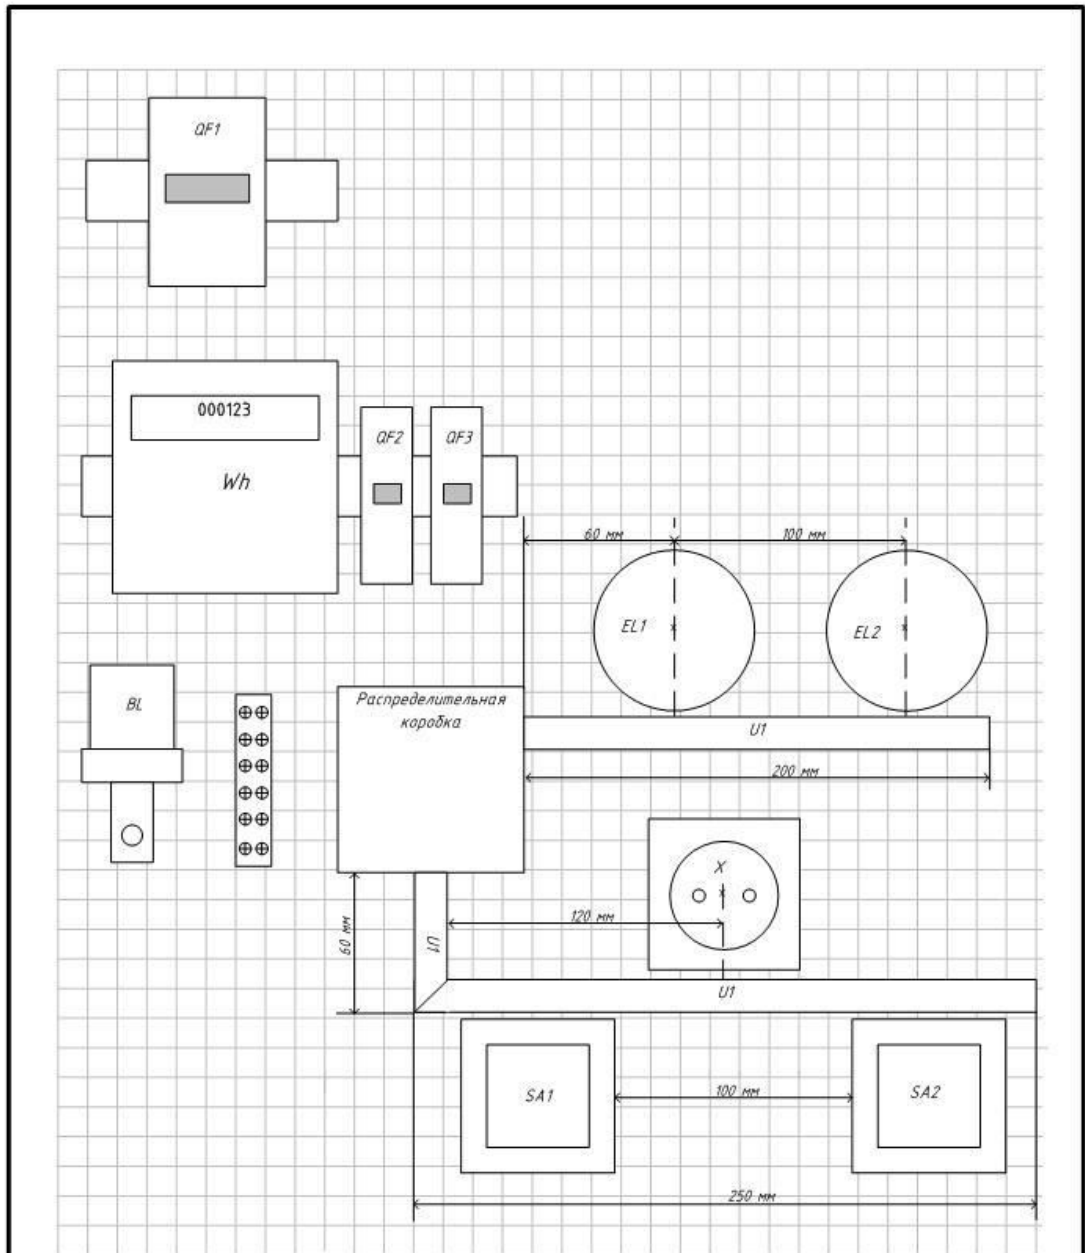 QF1
000123
Wh
QF2
QF3
60 мм
100 мм
EL1
EL2
BL
Распределительная
коробка
U1
200 мм
X
120 мм
60 мм
U1
U1
SA1
100 мм
SA2
250 мм